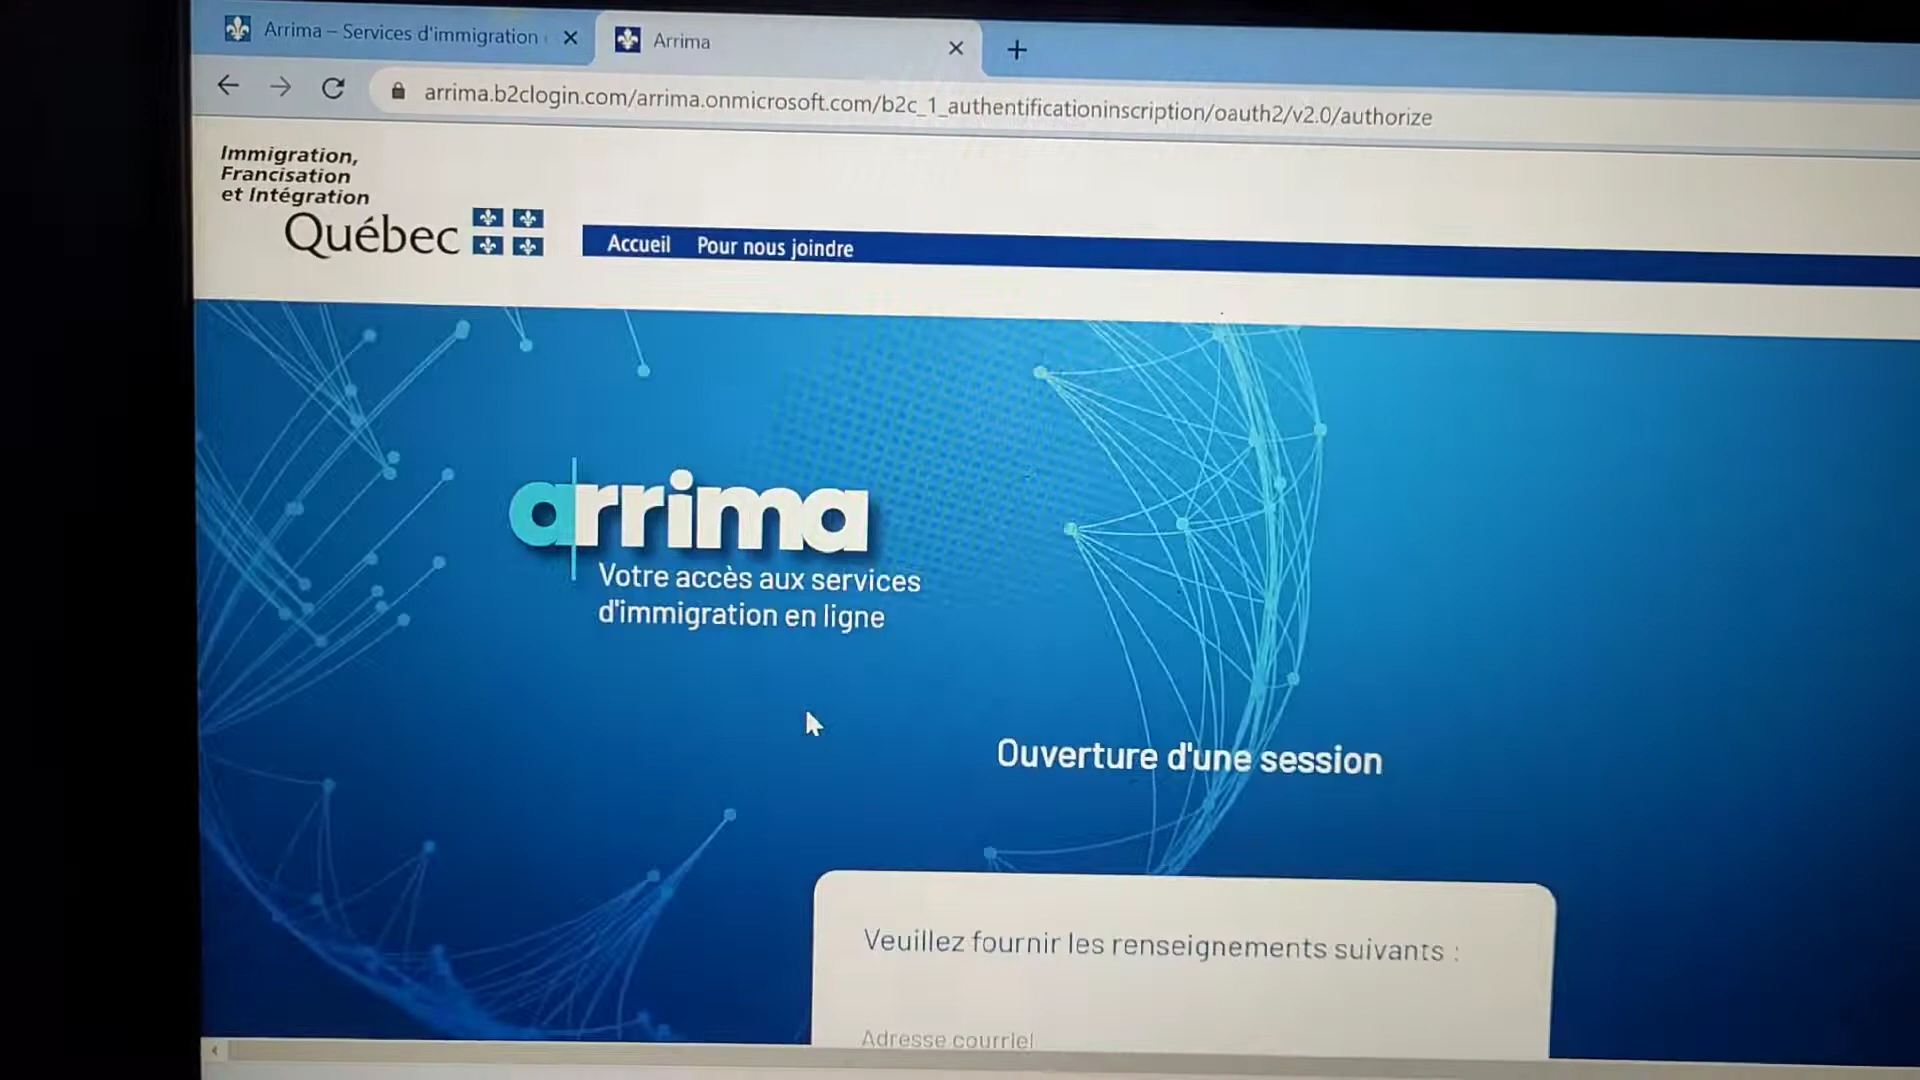 Arrima – Services d'immigration
Arrima
arrima.b2clogin.com/arrima.onmicrosoft.com/b2c_1_authentificationinscription/oauth2/v2.0/authorize
Immigration,
Francisation
et Intégration
Québec
Accueil Pour nous joindre
arrima
Votre accès aux services
d'immigration en ligne
Ouverture d'une session
Veuillez fournir les renseignements suivants :
Adresse courriel